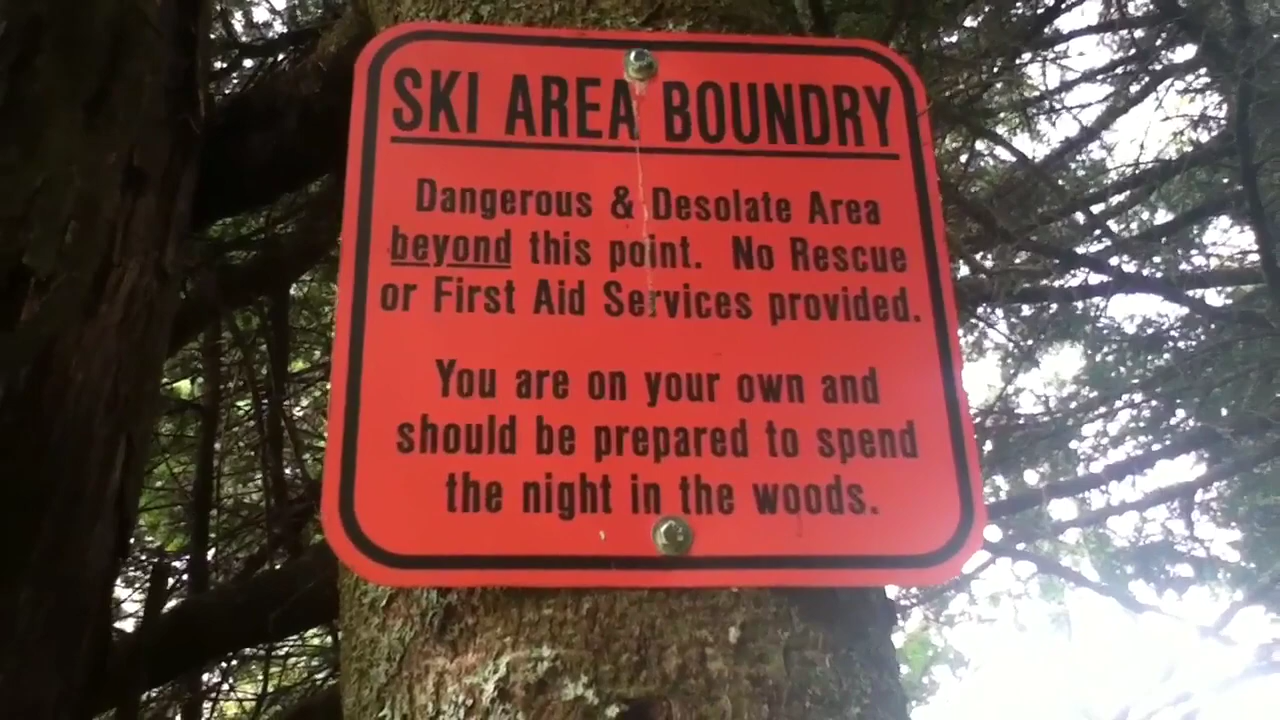 SKI AREA BOUNDRY
Dangerous & Desolate Area
beyond this point. No Rescue
or First Aid Services provided.
You are on your own and
should be prepared to spend
the night in the woods.